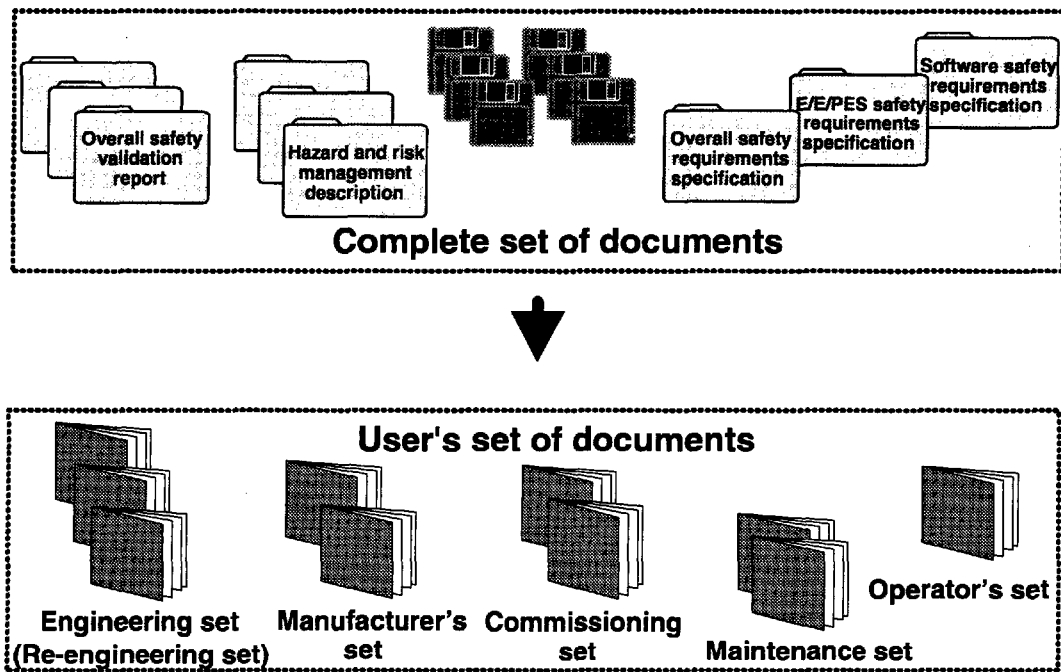 Overall safety
validation
report
Hazard and risk
management
description
Overall safety
requirements
specification
E/E/PES safety
requirements
specification
Software safety
requirements
specification
Complete set of documents
User's set of documents
Engineering set
(Re-engineering set)
Manufacturer's
set
Commissioning
set
Maintenance set
Operator's set